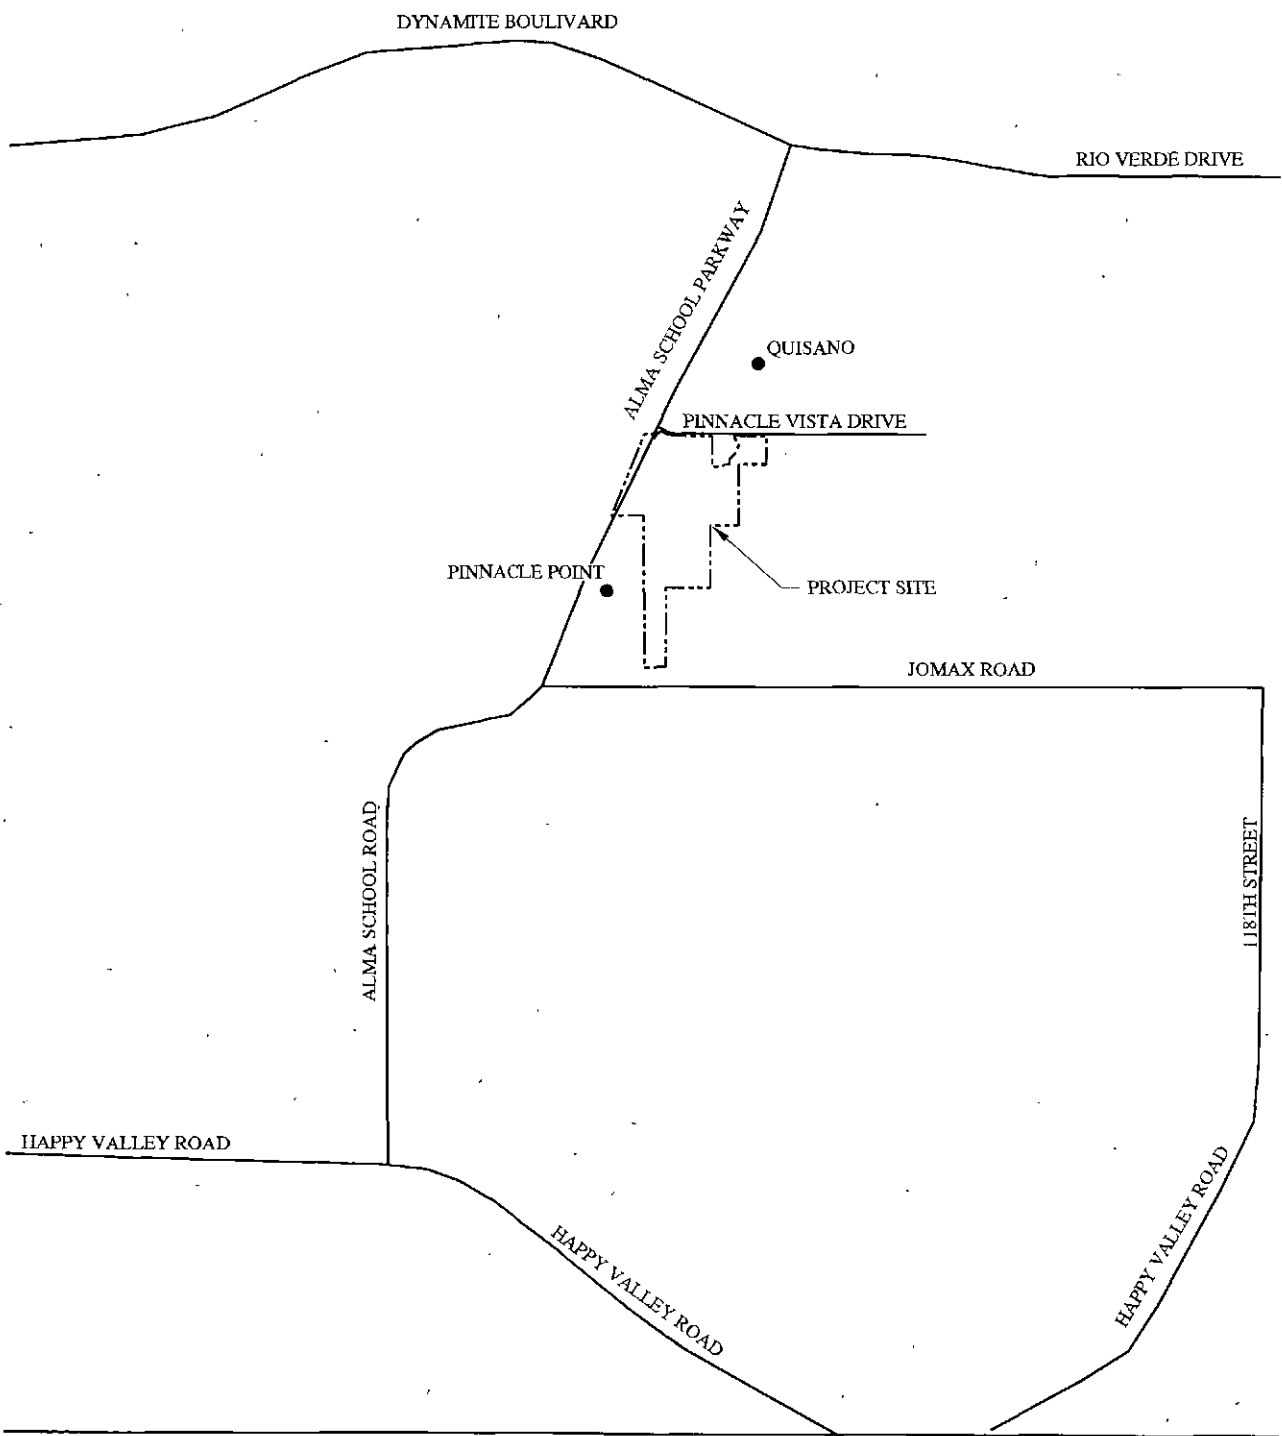 DYNAMITE BOULIVARD
RIO VERDE DRIVE
ALMA SCHOOL PARKWAY
QUISANO
PINNACLE VISTA DRIVE
PINNACLE POINT
PROJECT SITE
JOMAX ROAD
ALMA SCHOOL ROAD
118TH STREET
HAPPY VALLEY ROAD
HAPPY VALLEY ROAD
HAPPY VALLEY ROAD